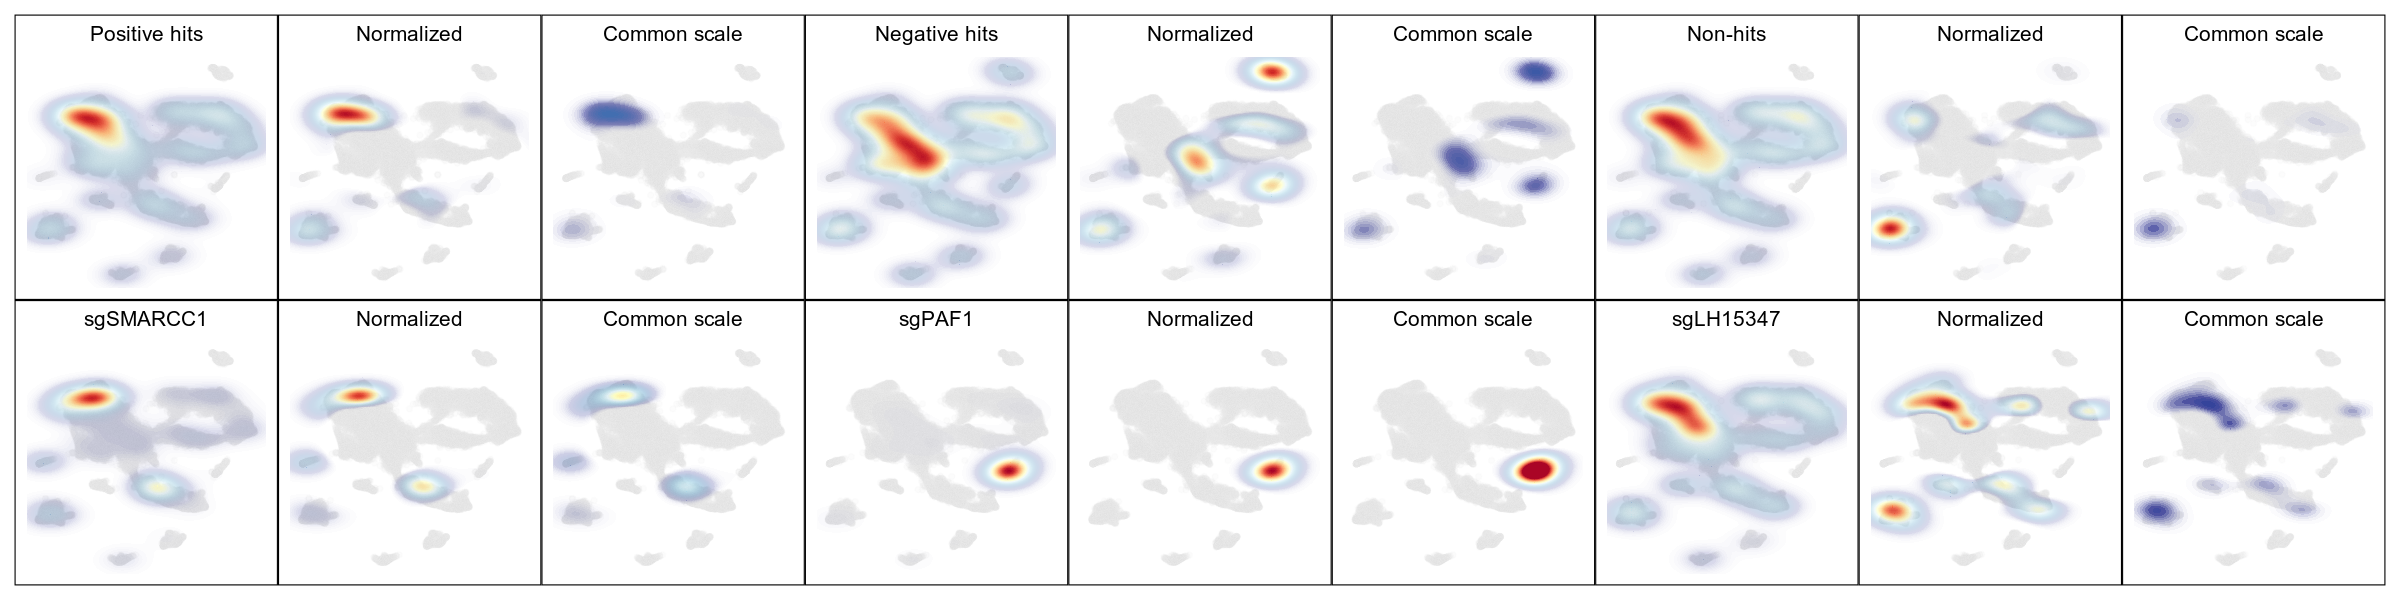 Positive hits
Normalized
Common scale
Negative hits
Normalized
Common scale
Non-hits
Normalized
Common scale
sgSMARCC1
Normalized
Common scale
sgPAF1
Normalized
Common scale
sgLH15347
Normalized
Common scale